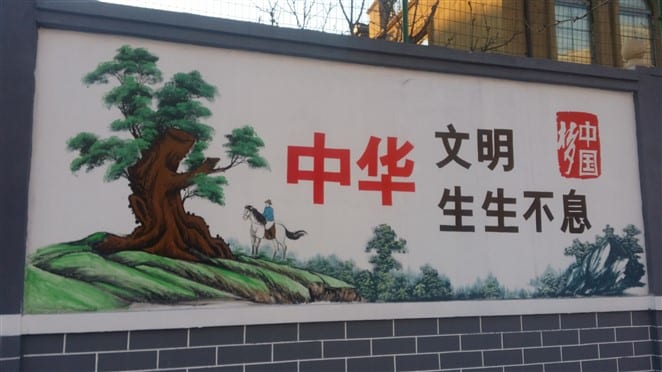 中华
文明
生生不息
中国
梦